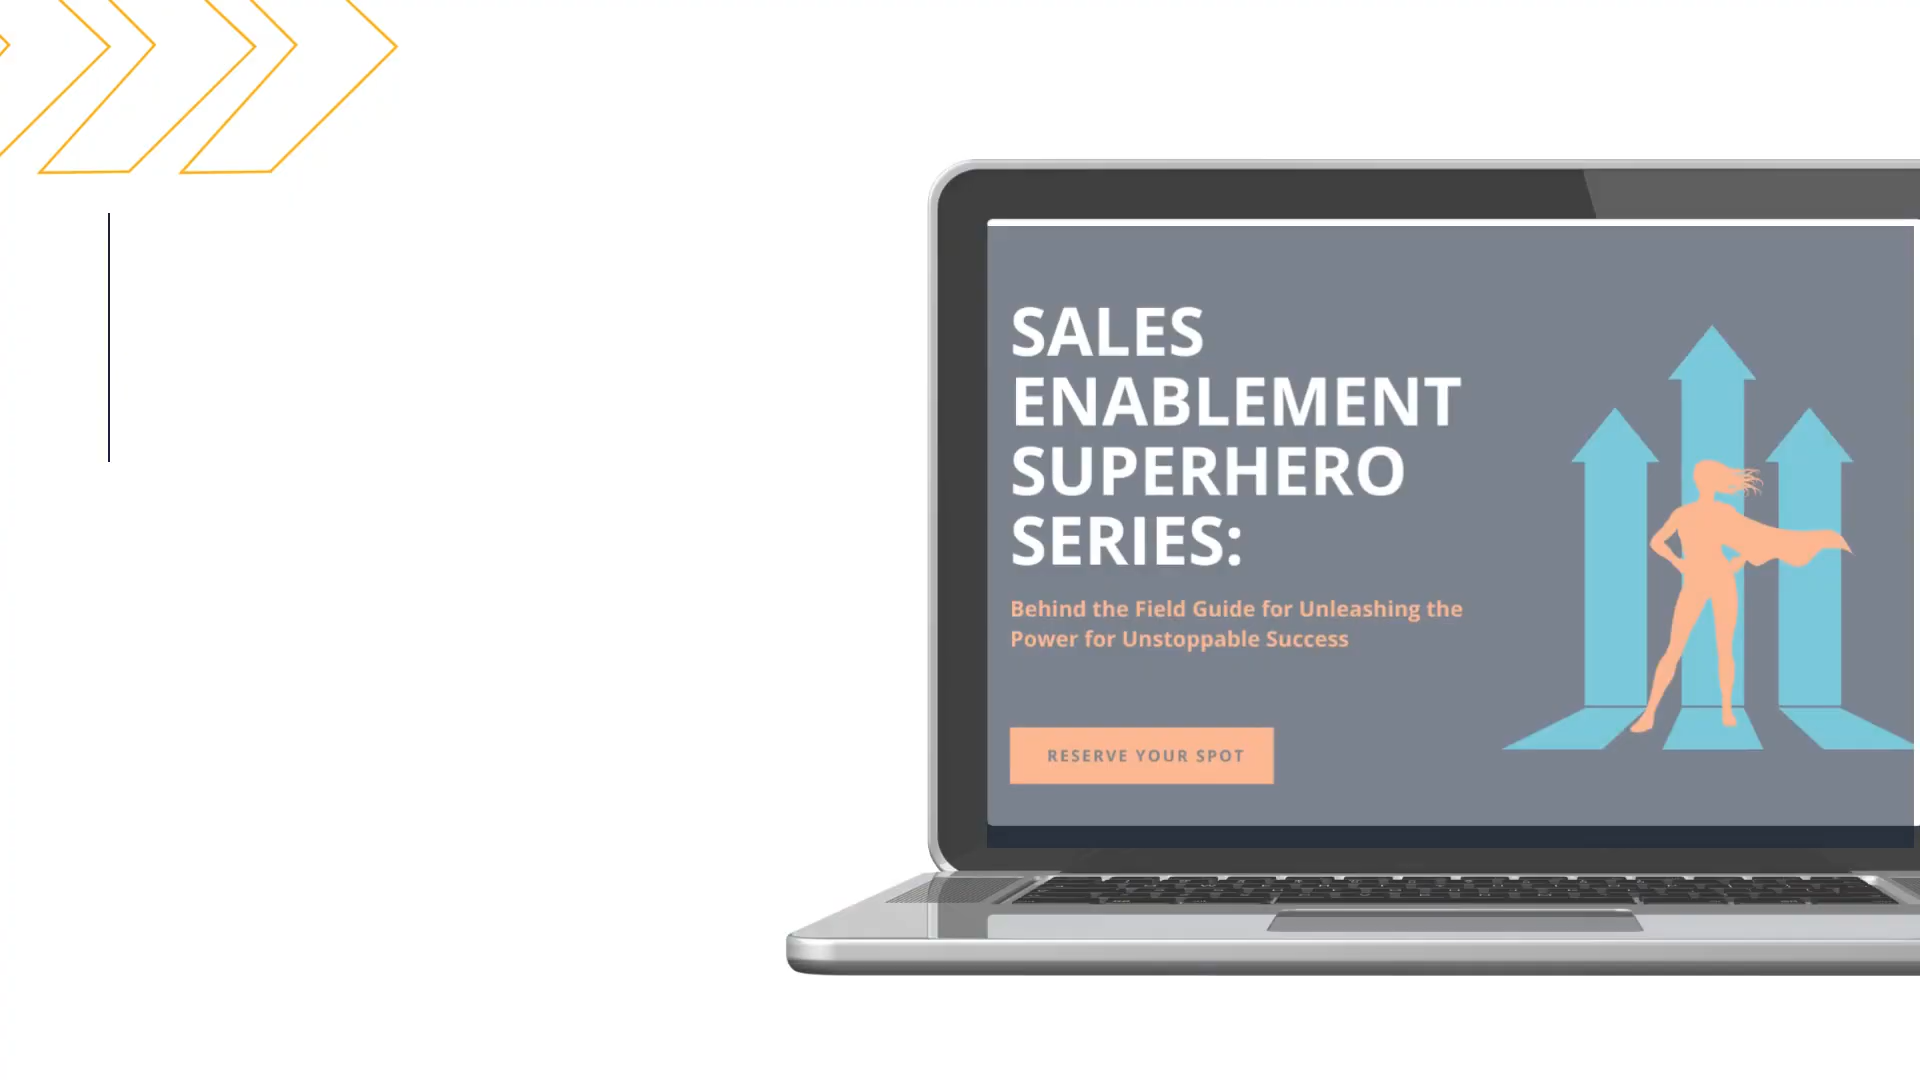 SALES
ENABLEMENT
SUPERHERO
SERIES:
Behind the Field Guide for Unleashing the
Power for Unstoppable Success
RESERVE YOUR SPOT